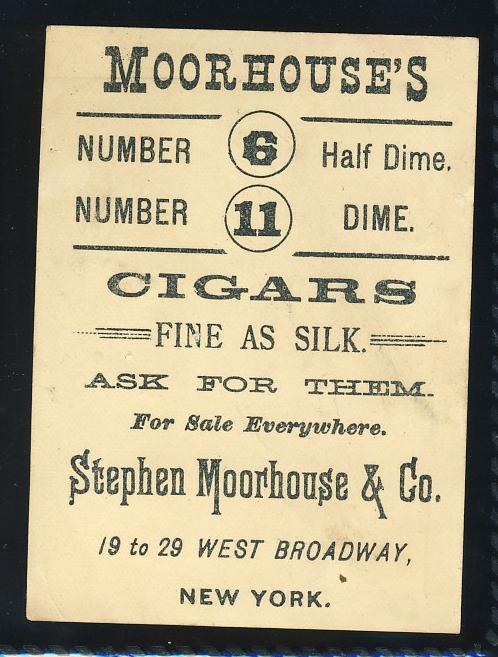 MOORHOUSE'S
NUMBER 6 Half Dime.
NUMBER 11 DIME.
CIGARS
FINE AS SILK.
ASK FOR THEM.
For Sale Everywhere.
Stephen Moorhouse & Co.
19 to 29 WEST BROADWAY,
NEW YORK.